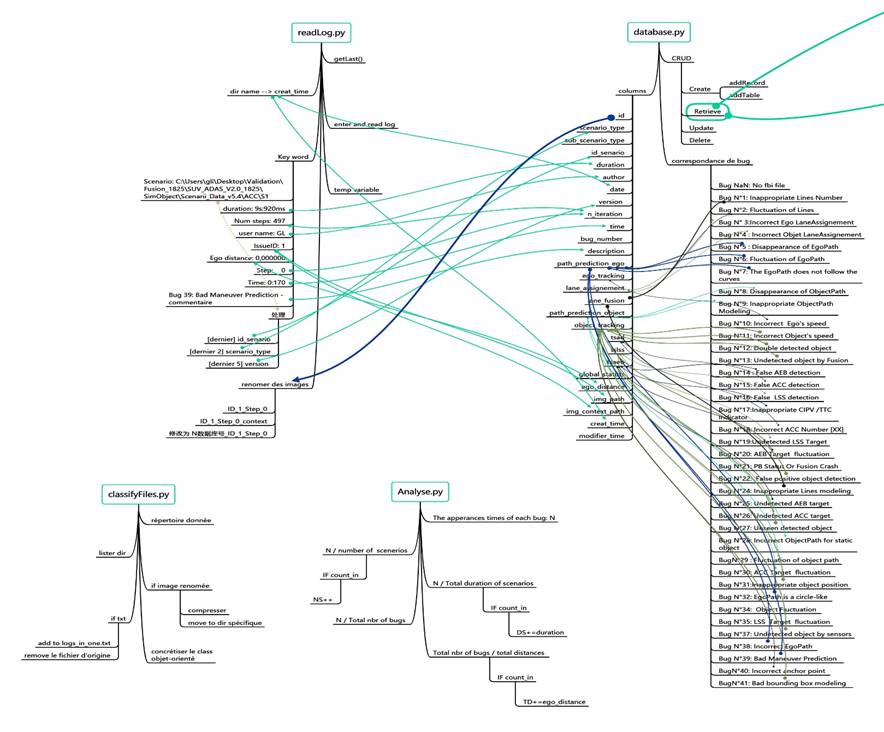 readLog.py
getLast()
dir name --> creat_time
enter and read log
Key word
temp variable
Scenario: C:\Users\gli\Desktop\Validation\
Fusion_1825\SUV_ADAS_V2.0_1825\
SimObject\Scenarii_Data_v5.4\ACC\S1
duration: 9s:920ms
Num steps: 497
user name: GL
IssueID: 1
Ego distance: 0,000000
Step: 0
Time: 0:170
Bug 39: Bad Maneuver Prediction -
commentaire
处理
[dernier] id_senario
[dernier 2] scenario_type
[dernier 5] version
renomer des images
ID_1_Step_0
ID_1_Step_0_context
修改为 N数据库号_ID_1_Step_0
database.py
CRUD
Create
addRecord
addTable
Retrieve
Update
Delete
columns
id
scenario_type
sub_scenario_type
id_senario
duration
author
date
version
n_iteration
time
bug_number
description
path_prediction_ego
ego_tracking
lane_assignement
lane_fusion
path_prediction_object
object_tracking
global_status
ego_distance
img_path
img_context_path
create_time
modifier_time
correspondance de bug
Bug NaN: No fbi file
Bug N°1: Inappropriate Lines Number
Bug N°2: Fluctuation of Lines
Bug N° 3:Incorrect Ego LaneAssignement
Bug N°4 : Incorrect Objet LaneAssignement
Bug N°5 : Disappearance of EgoPath
Bug N°6: Fluctuation of EgoPath
Bug N°7: The EgoPath does not follow the
curves
Bug N°8: Disappearance of ObjectPath
Bug N°9: Inappropriate ObjectPath
Modeling
Bug N°10: Incorrect Ego's speed
Bug N°11: Incorrect Object's speed
Bug N°12: Double detected object
Bug N°13: Undetected object by Fusion
Bug N°14 : False AEB detection
Bug N°15: False ACC detection
Bug N°16: False LSS detection
Bug N°17:Inappropriate CIPV /TTC
indicator
Bug N°18: Incorrect ACC Number [XX]
Bug N°19:Undetected LSS Target
Bug N°20: AEB Target fluctuation
Bug N°21: PB Status Or Fusion Crash
Bug N°22: False positive object detection
Bug N°24: Inappropriate Lines modeling
Bug N°25: Undetected AEB target
Bug N°26: Undetected ACC target
Bug N°27: Unseen detected object
Bug N°28: Incorrect ObjectPath for static
object
BugN°29 : Fluctuation of object path
Bug N°30: ACC Target fluctuation
Bug N°31:Inappropriate object position
Bug N°32: EgoPath is a circle-like
Bug N°34: Object Fluctuation
Bug N°35: LSS Target fluctuation
Bug N°37: Undetected object by sensors
Bug N°38: Incorrect EgoPath
Bug N°39: Bad Maneuver Prediction
BugN°40: Incorrect anchor point
BugN°41: Bad bounding box modeling
classifyFiles.py
répertoire donnée
lister dir
if image renomée
compresser
move to dir spécifique
if txt
add to logs_in_one.txt
remove le fichier d'origine
concrétiser le class
objet-orienté
Analyse.py
The apperances times of each bug: N
N / number of scenerios
IF count_in
NS++
N / Total duration of scenarios
IF count_in
DS+=duration
N / Total nbr of bugs
Total nbr of bugs / total distances
IF count_in
TD+=ego_distance